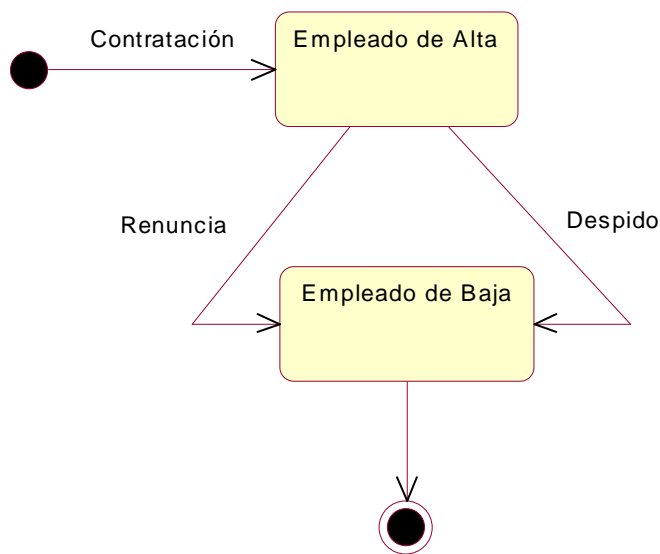 Contratación
Empleado de Alta
Renuncia
Despido
Empleado de Baja